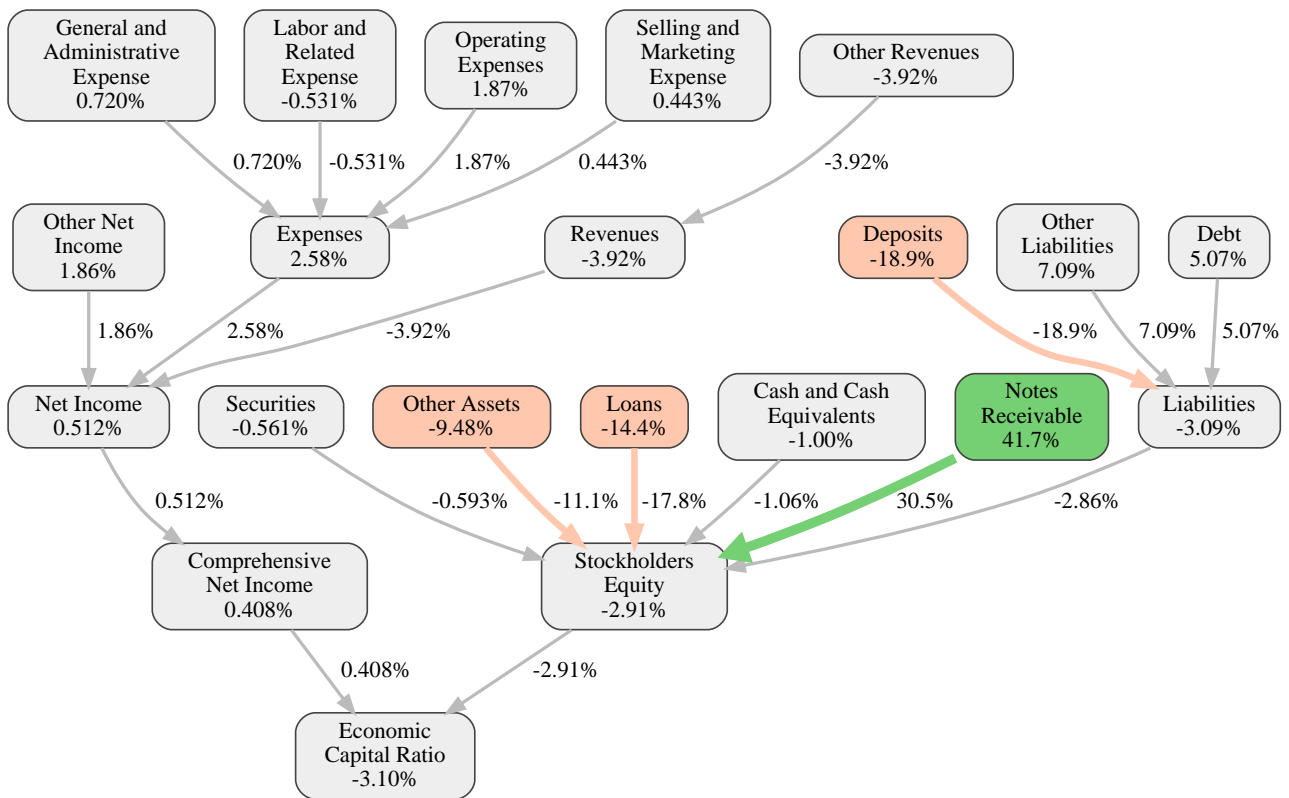 General and
Administrative
Expense
0.720%
Labor and
Related
Expense
-0.531%
Operating
Expenses
1.87%
Selling and
Marketing
Expense
0.443%
Other Revenues
-3.92%
0.720%
-0.531%
1.87%
0.443%
-3.92%
Other Net
Income
1.86%
Expenses
2.58%
Revenues
-3.92%
Deposits
-18.9%
Other
Liabilities
7.09%
Debt
5.07%
1.86%
2.58%
-3.92%
-18.9%
7.09%
5.07%
Net Income
0.512%
Securities
-0.561%
Other Assets
-9.48%
Loans
-14.4%
Cash and Cash
Equivalents
-1.00%
Notes
Receivable
41.7%
Liabilities
-3.09%
0.512%
-0.593%
-11.1%
-17.8%
-1.06%
30.5%
-2.86%
Comprehensive
Net Income
0.408%
Stockholders
Equity
-2.91%
0.408%
-2.91%
Economic
Capital Ratio
-3.10%